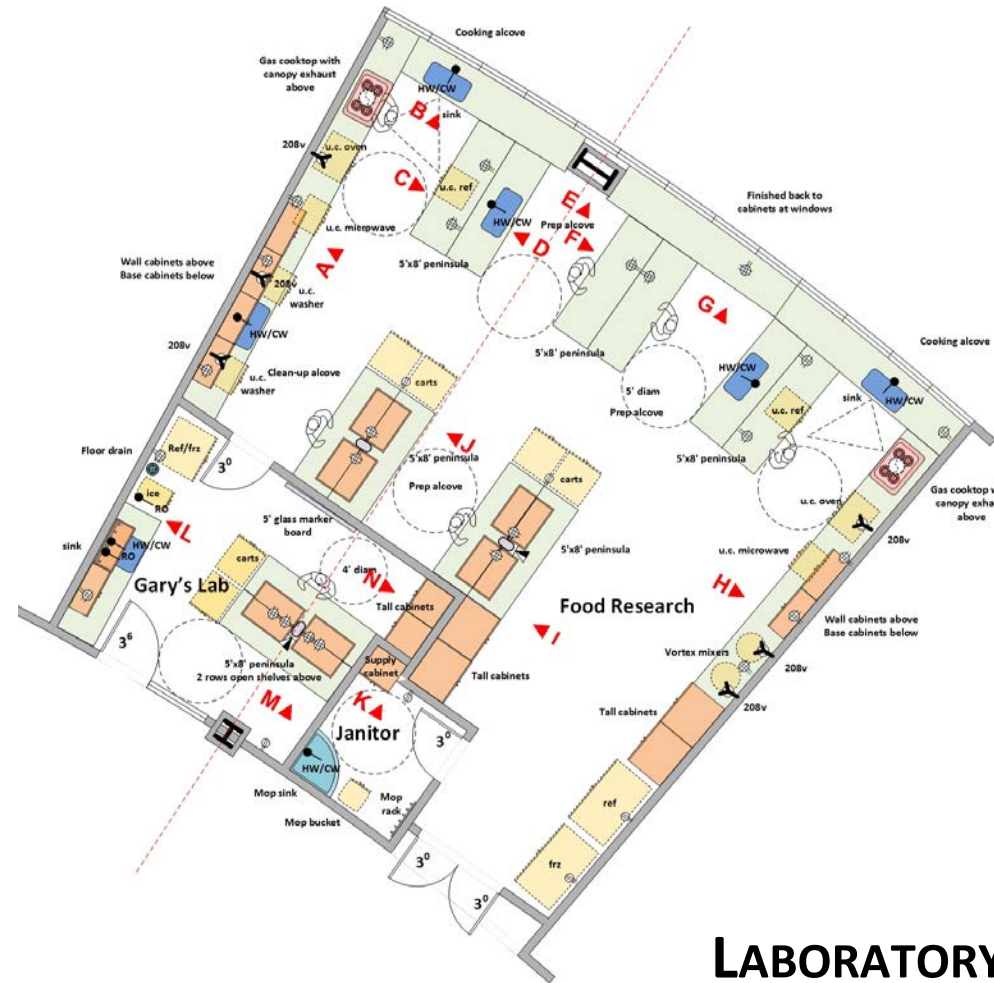 Cooking alcove
Gas cooktop with
canopy exhaust
above
HW/CW
B
sink
208v
u.c. oven
C
u.c. ref
E
Finished back to
cabinets at windows
HW/CW
Prep alcove
F
D
u.c. microwave
A
5'x8' peninsula
Wall cabinets above
Base cabinets below
208v
u.c.
washer
G
HW/CW
208v
5'x8' peninsula
Cooking alcove
HW/CW
Clean-up alcove
u.c.
washer
carts
5' diam
Prep alcove
sink
HW/CW
u.c. ref
J
5'x8' peninsula
5'x8' peninsula
Floor drain
Ref/frz
3⁰
Prep alcove
carts
u.c. oven
Gas cooktop w
canopy exha
above
ice
RO
5' glass marker
board
L
208v
sink
HW/CW
RO
5'x8' peninsula
u.c. microwave
carts
4' diam
N
Gary's Lab
Tall cabinets
Food Research
H
Wall cabinets above
Base cabinets below
3⁶
I
Vortex mixers
208v
5'x8' peninsula
2 rows open shelves above
Supply
cabinet
Tall cabinets
208v
M
K
Tall cabinets
Janitor
3⁰
HW/CW
Mop sink
Mop
rack
Mop bucket
ref
3⁰
frz
3⁰
LABORATORY